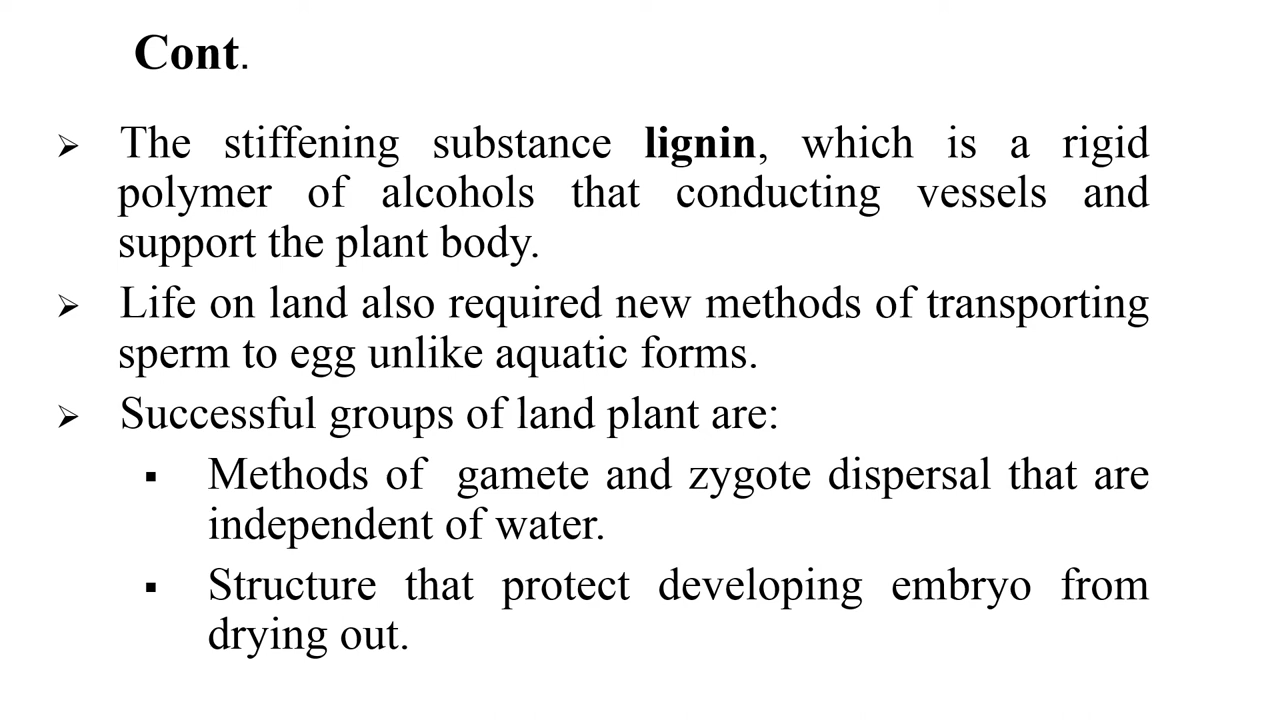 Cont.
➢ The stiffening substance lignin, which is a rigid
polymer of alcohols that conducting vessels and
support the plant body.
➢ Life on land also required new methods of transporting
sperm to egg unlike aquatic forms.
➢ Successful groups of land plant are:
▪ Methods of gamete and zygote dispersal that are
independent of water.
▪ Structure that protect developing embryo from
drying out.